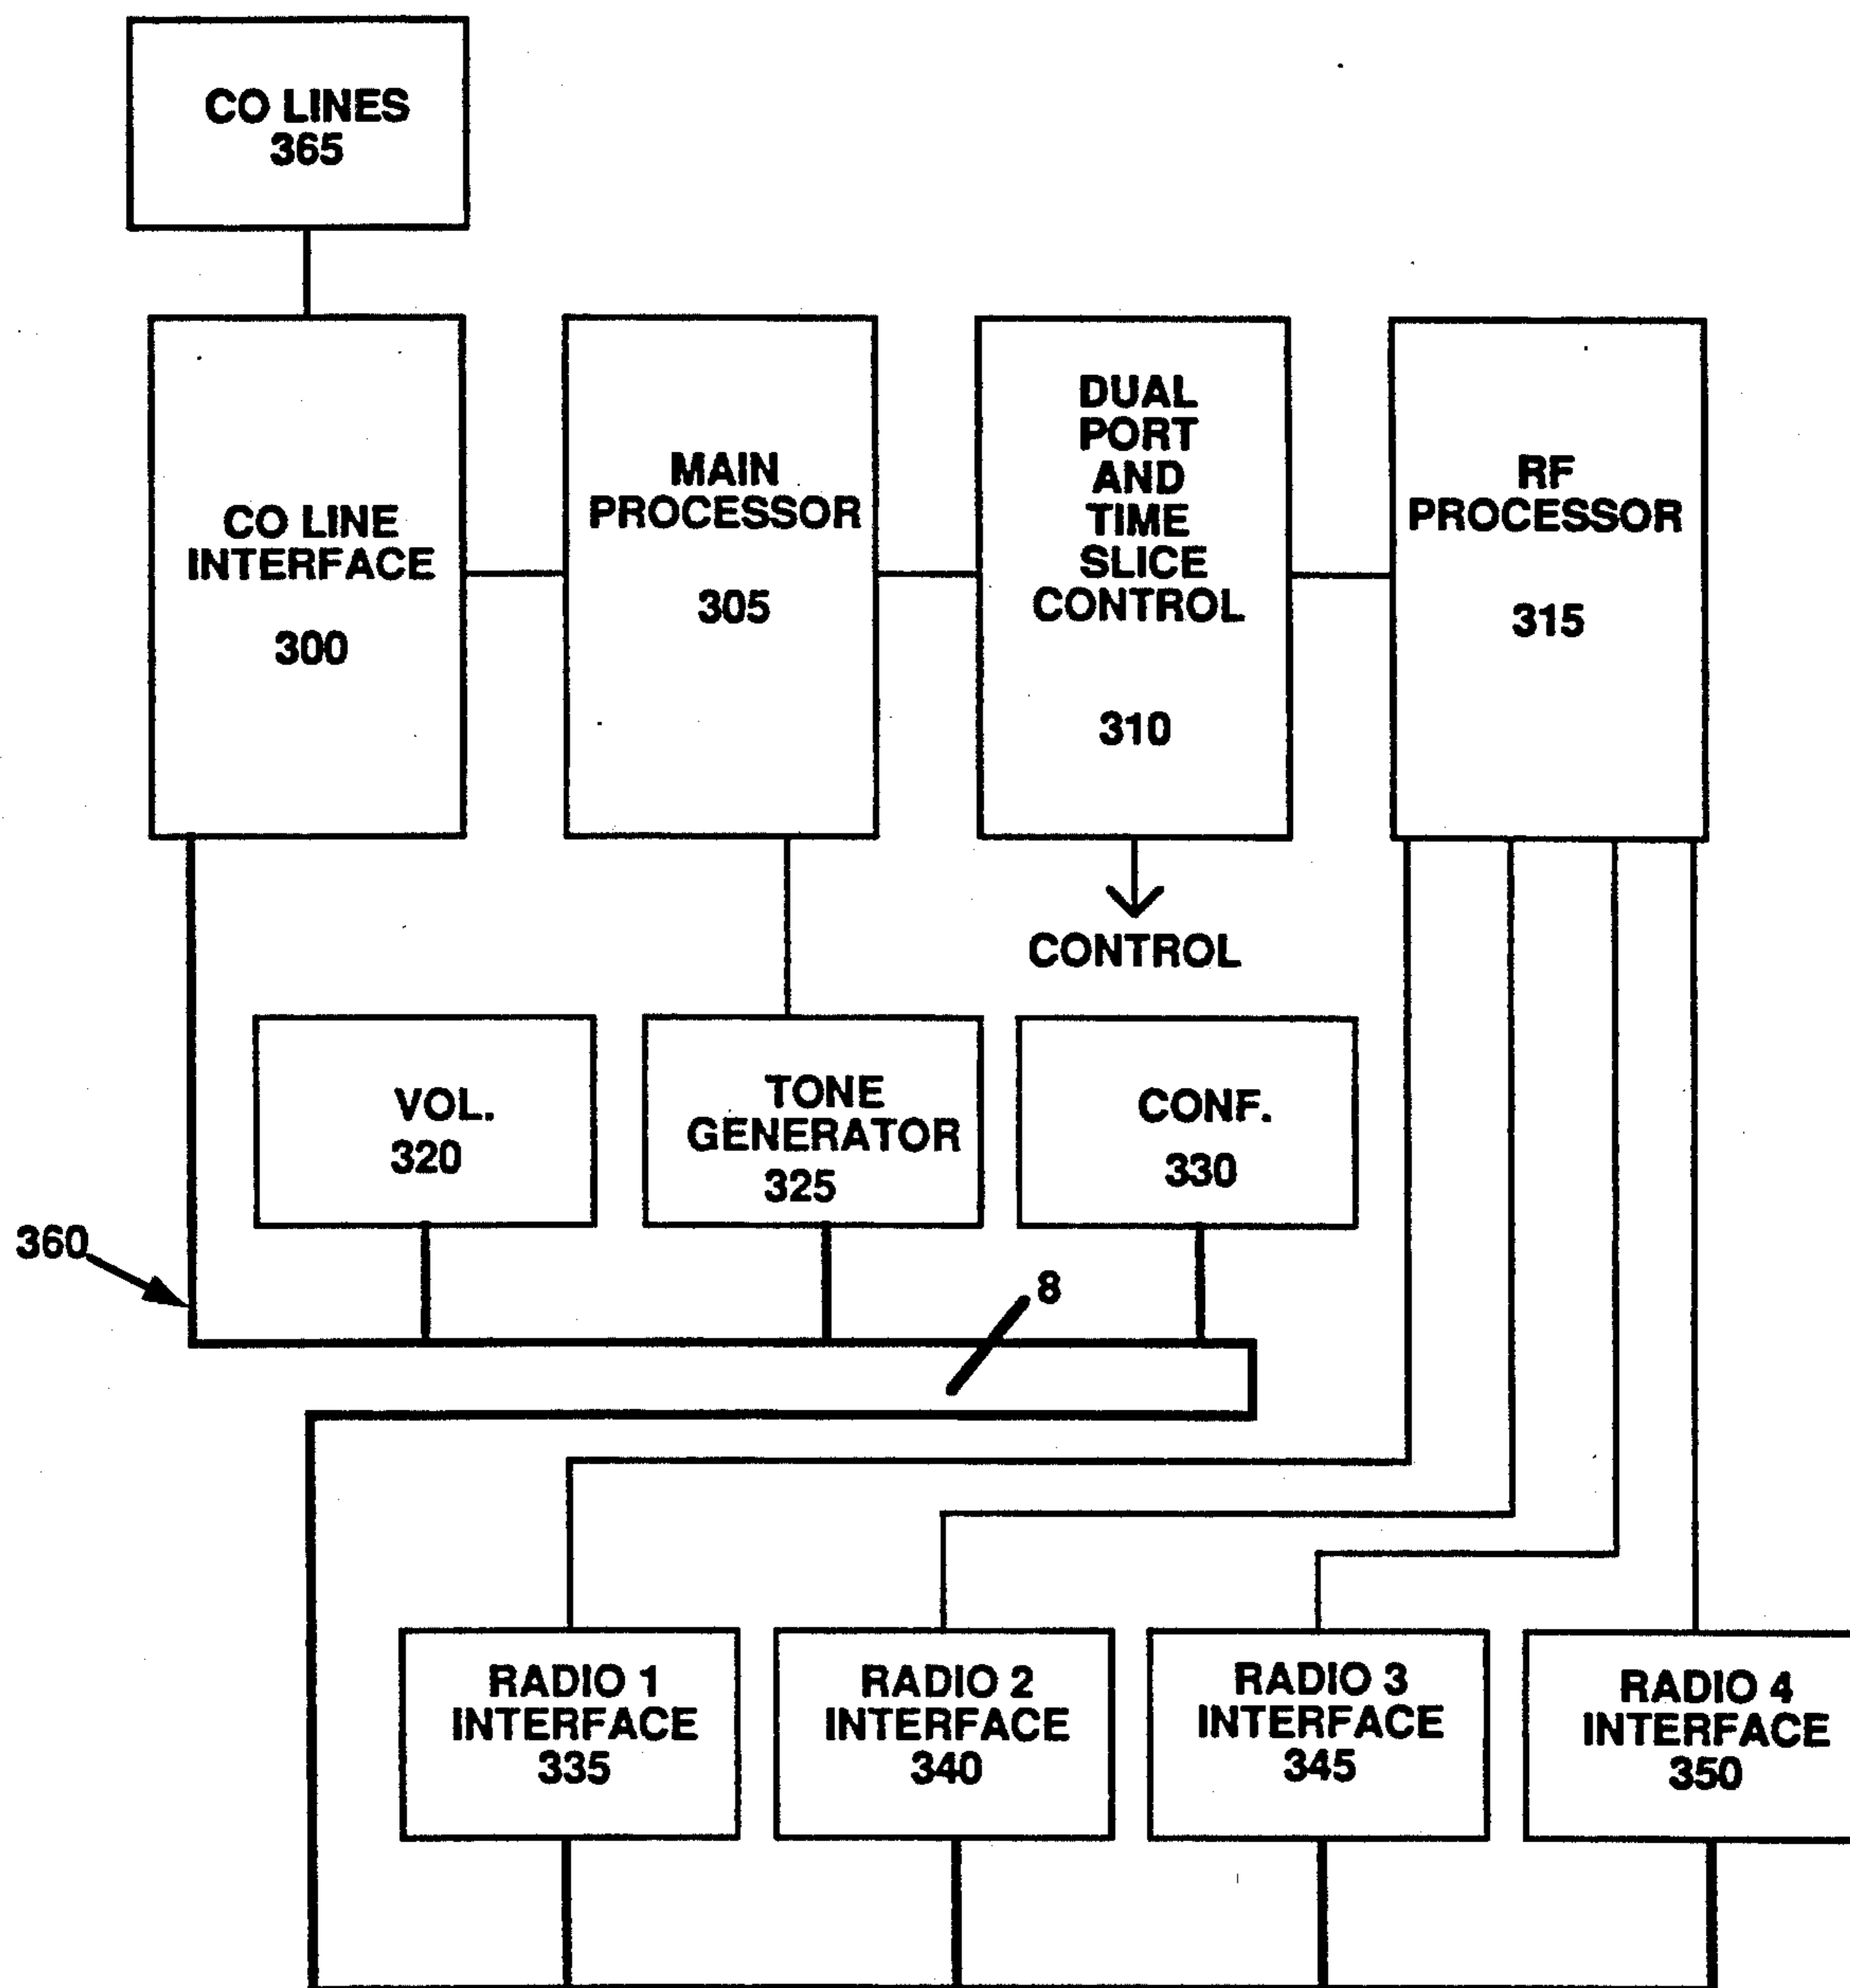 CO LINES
365
CO LINE
INTERFACE
300
MAIN
PROCESSOR
305
DUAL
PORT
AND
TIME
SLICE
CONTROL
310
RF
PROCESSOR
315
CONTROL
VOL.
320
TONE
GENERATOR
325
CONF.
330
360
8
RADIO 1
INTERFACE
335
RADIO 2
INTERFACE
340
RADIO 3
INTERFACE
345
RADIO 4
INTERFACE
350